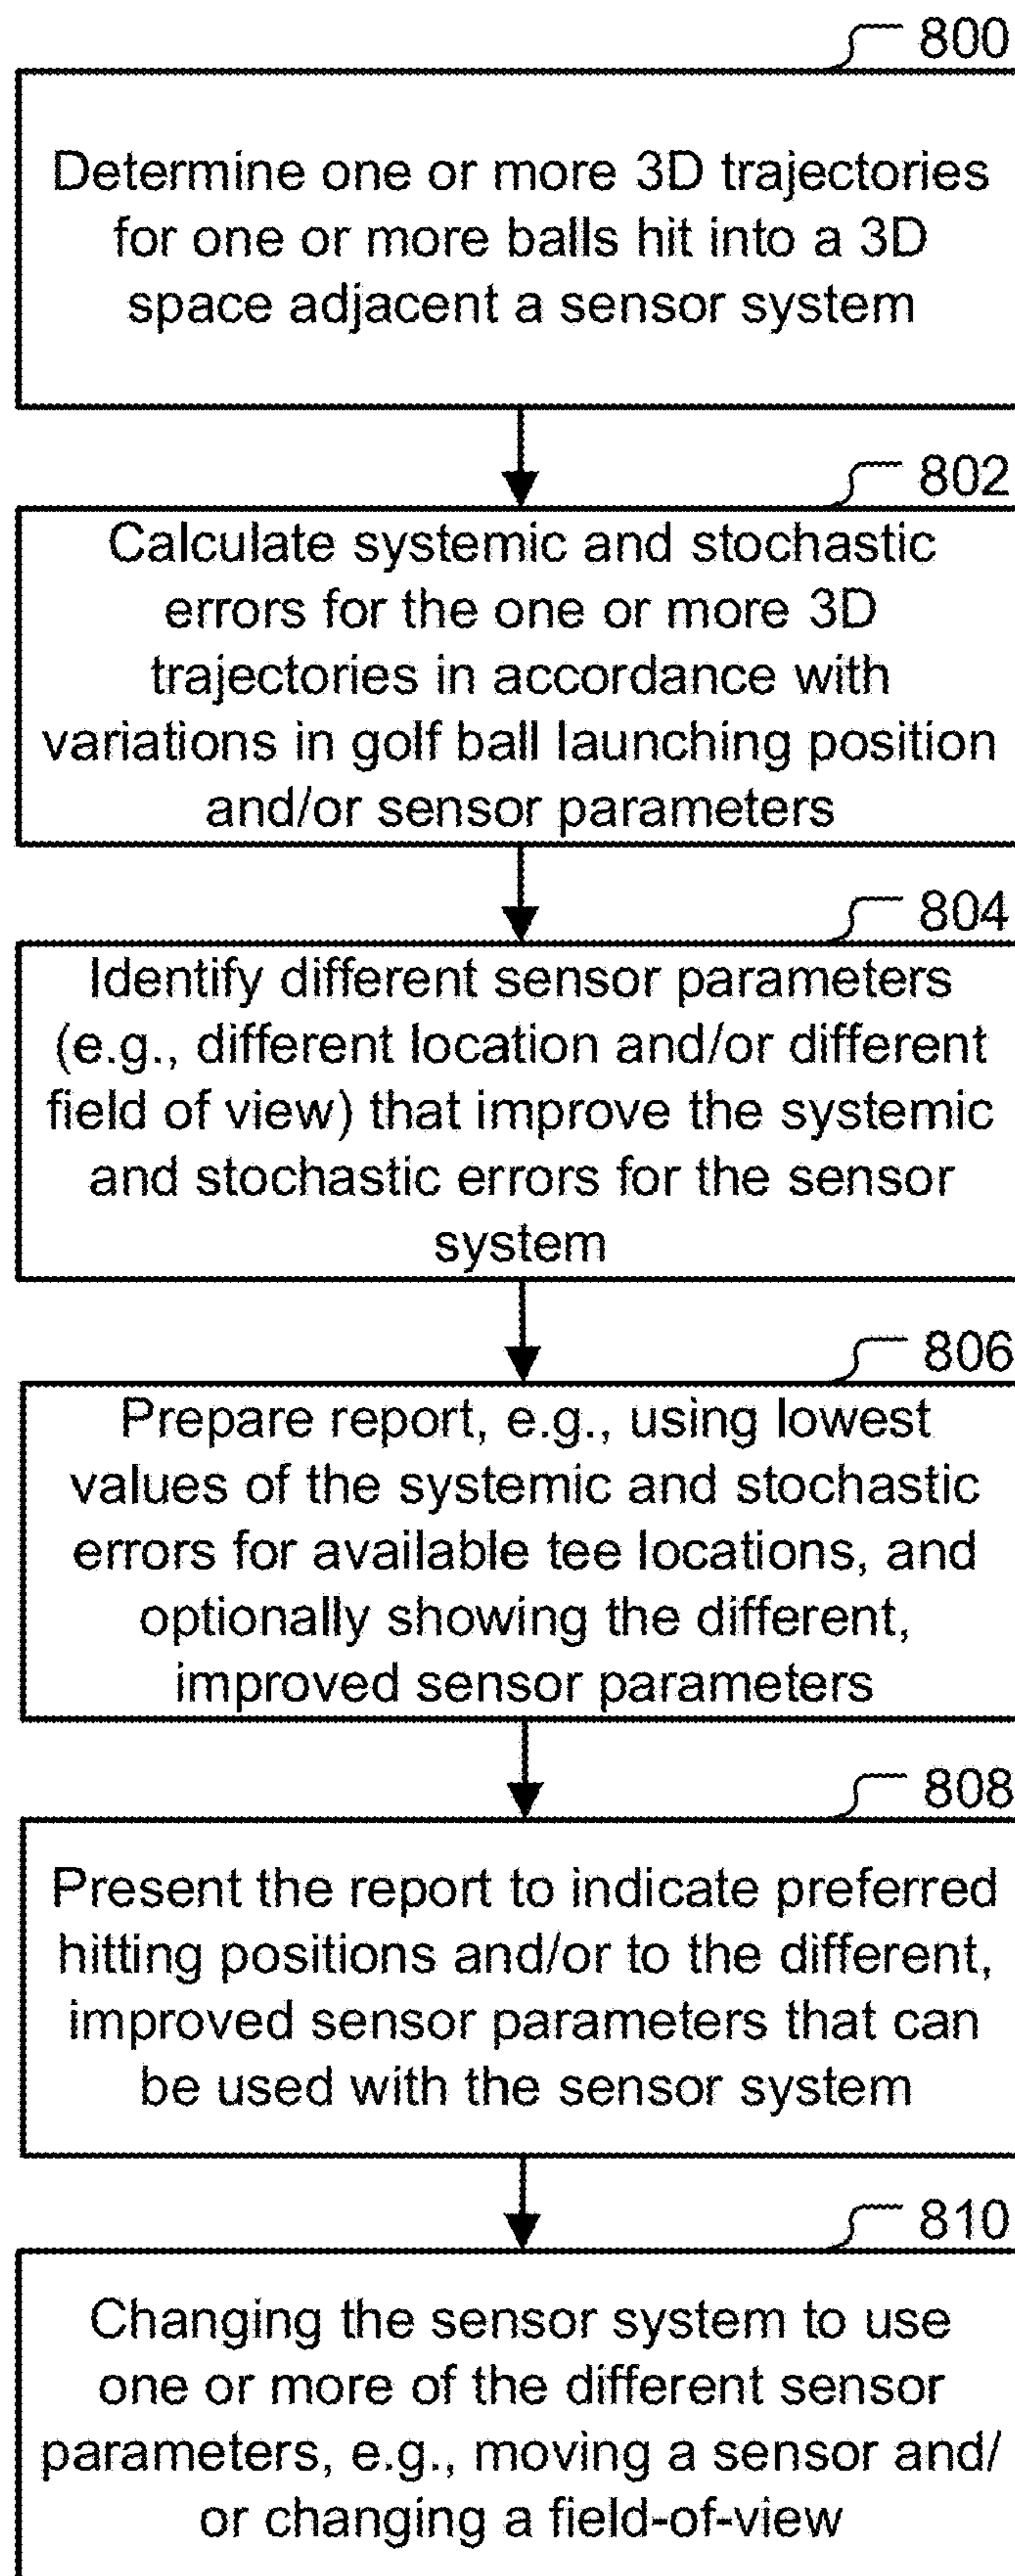 800
Determine one or more 3D trajectories
for one or more balls hit into a 3D
space adjacent a sensor system
802
Calculate systemic and stochastic
errors for the one or more 3D
trajectories in accordance with
variations in golf ball launching position
and/or sensor parameters
804
Identify different sensor parameters
(e.g., different location and/or different
field of view) that improve the systemic
and stochastic errors for the sensor
system
806
Prepare report, e.g., using lowest
values of the systemic and stochastic
errors for available tee locations, and
optionally showing the different,
improved sensor parameters
808
Present the report to indicate preferred
hitting positions and/or to the different,
improved sensor parameters that can
be used with the sensor system
810
Changing the sensor system to use
one or more of the different sensor
parameters, e.g., moving a sensor and/
or changing a field-of-view